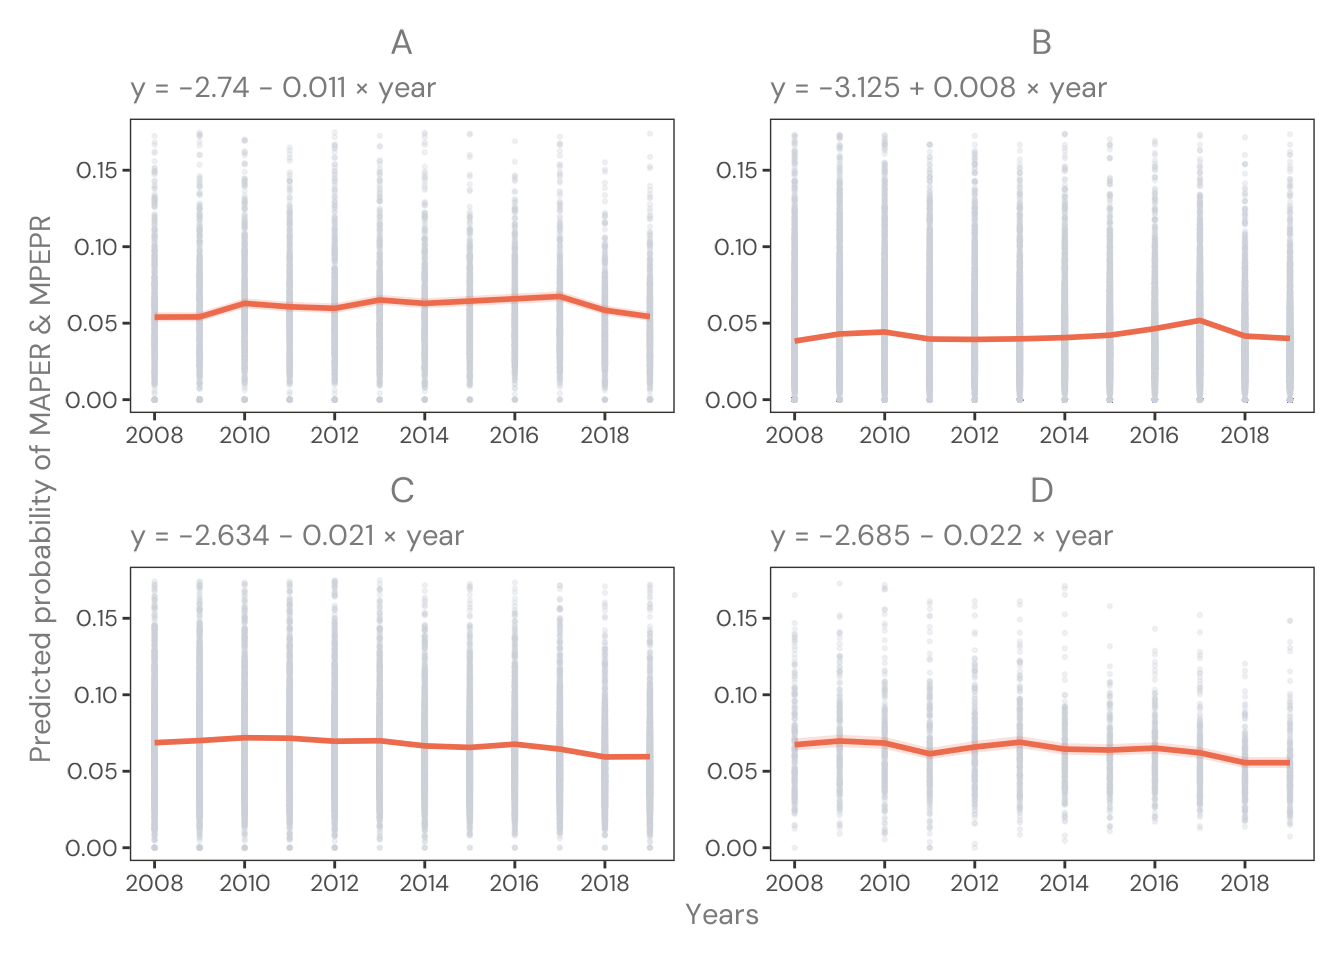 A
B
y = −2.74 − 0.011 × year
y = −3.125 + 0.008 × year
0.15
0.10
0.05
0.00
2008 2010 2012 2014 2016 2018
0.15
0.10
0.05
0.00
2008 2010 2012 2014 2016 2018
Predicted probability of MAPER & MPEPR
C
D
y = −2.634 − 0.021 × year
y = −2.685 − 0.022 × year
0.15
0.10
0.05
0.00
2008 2010 2012 2014 2016 2018
0.15
0.10
0.05
0.00
2008 2010 2012 2014 2016 2018
Years